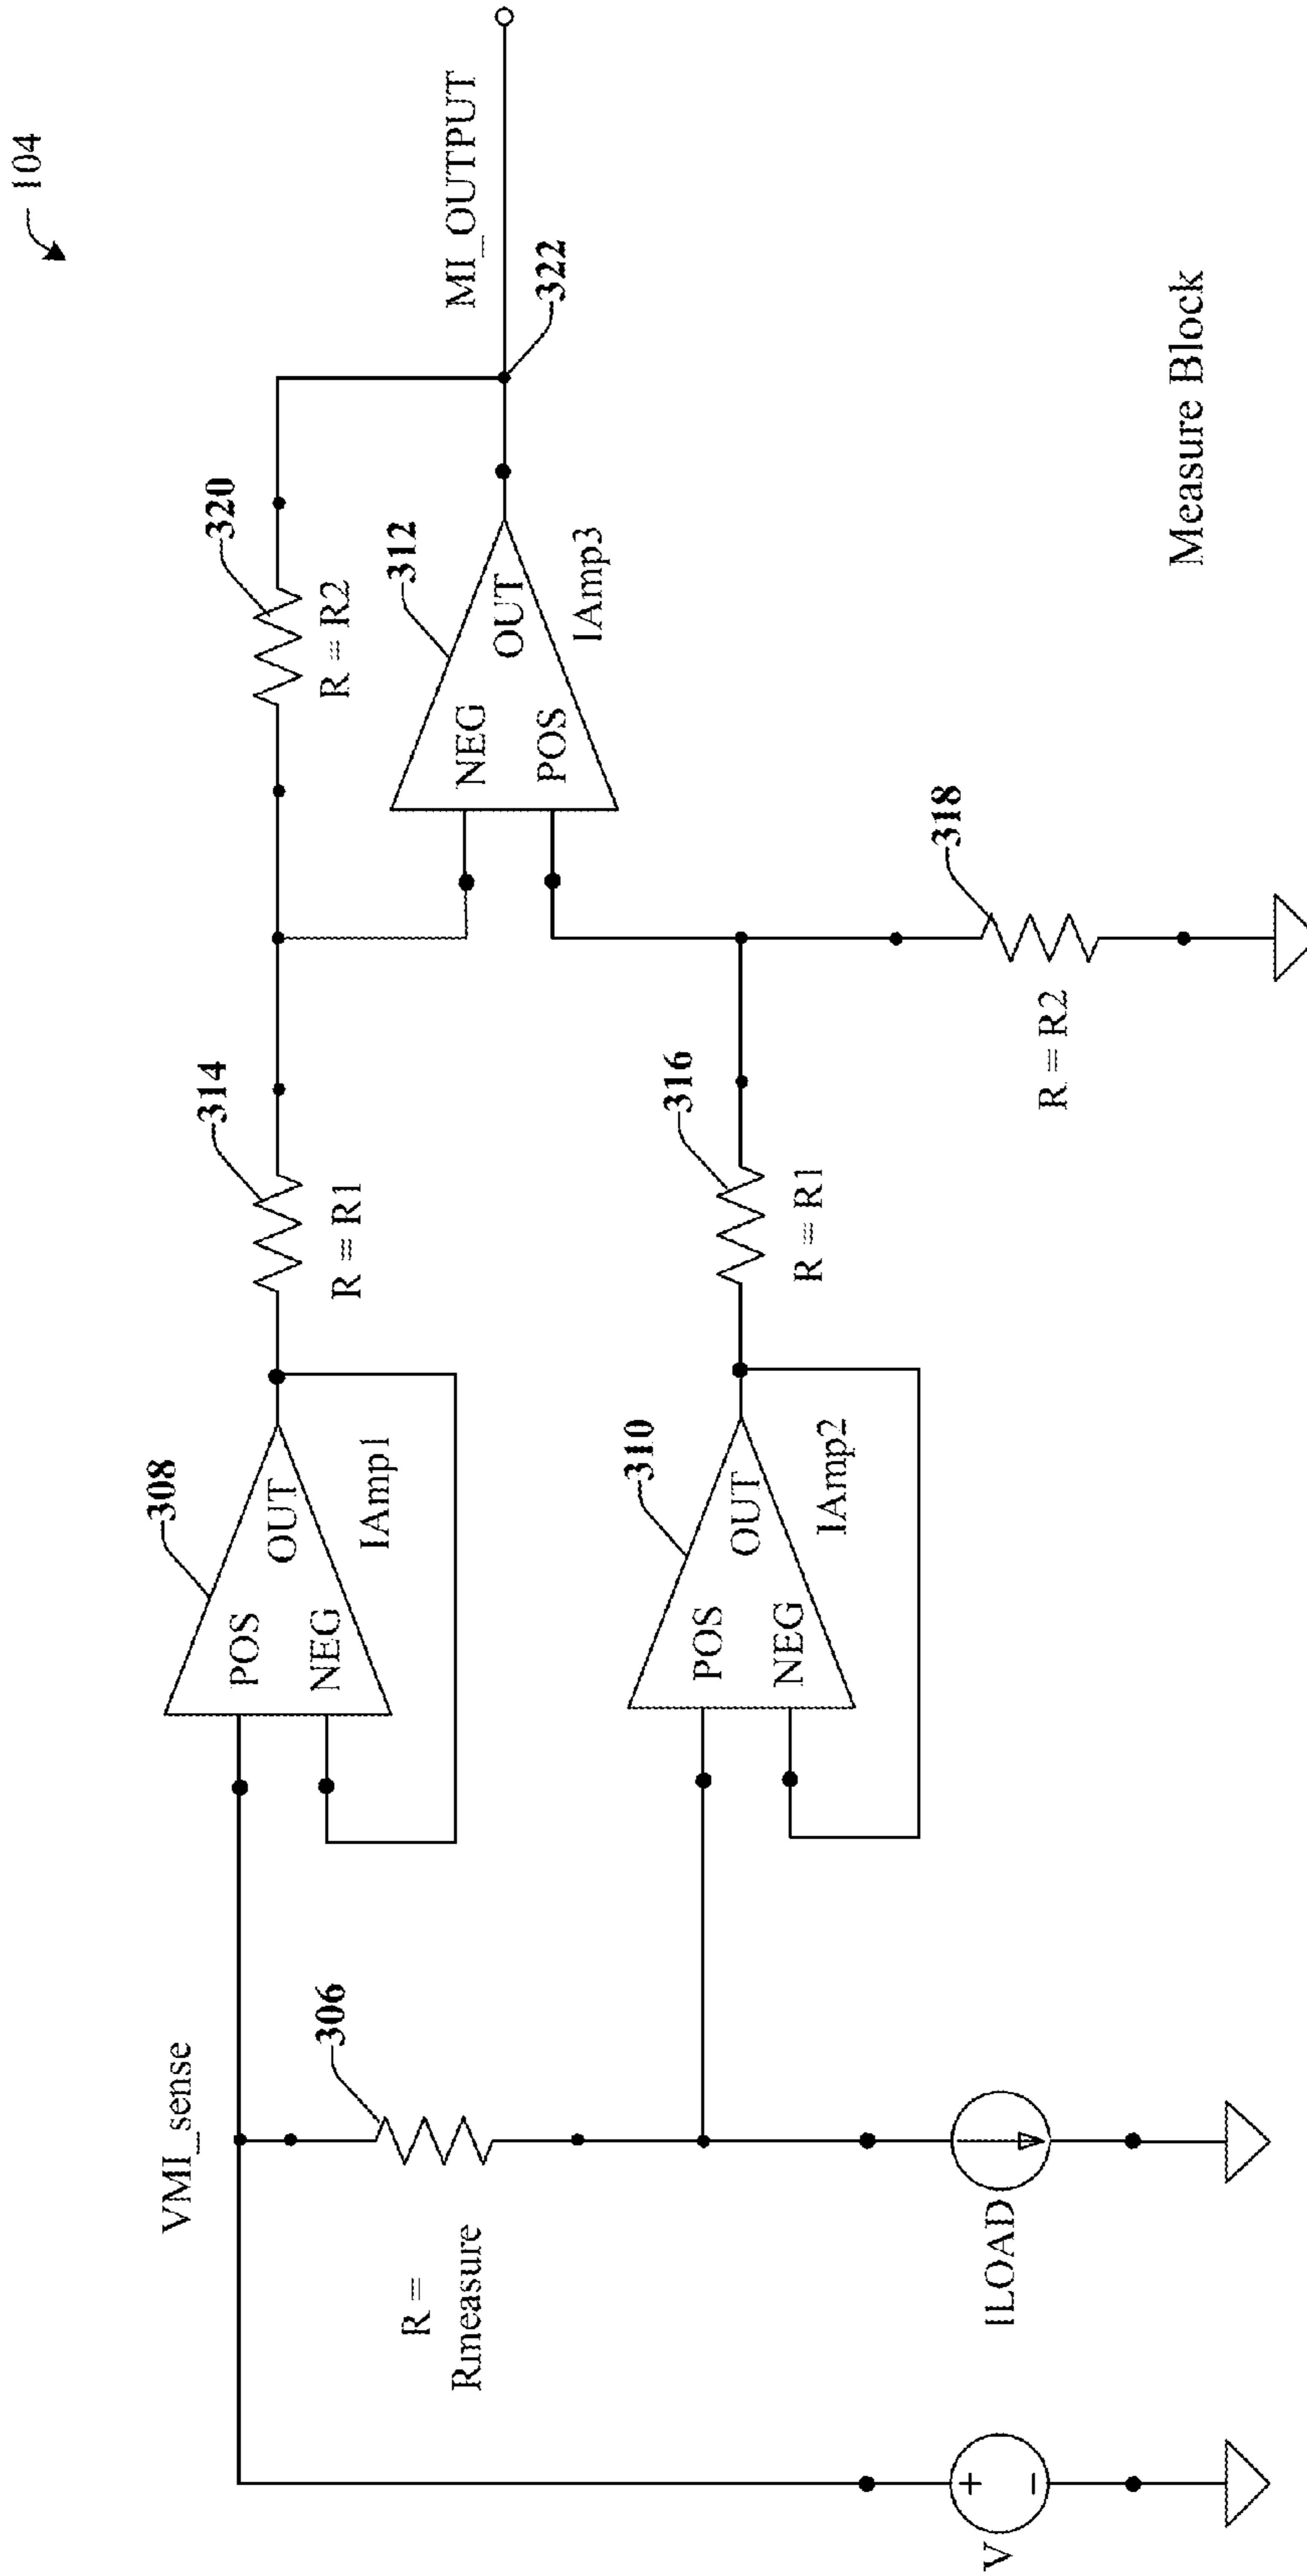 104
VMI_sense
308
POS
OUT
NEG
IAmp1
314
R = R1
320
R = R2
MI_OUTPUT
322
312
NEG
OUT
POS
IAmp3
306
R =
Rmeasure
310
POS
OUT
NEG
IAmp2
316
R = R1
318
R = R2
V
+
−
ILOAD
Measure Block